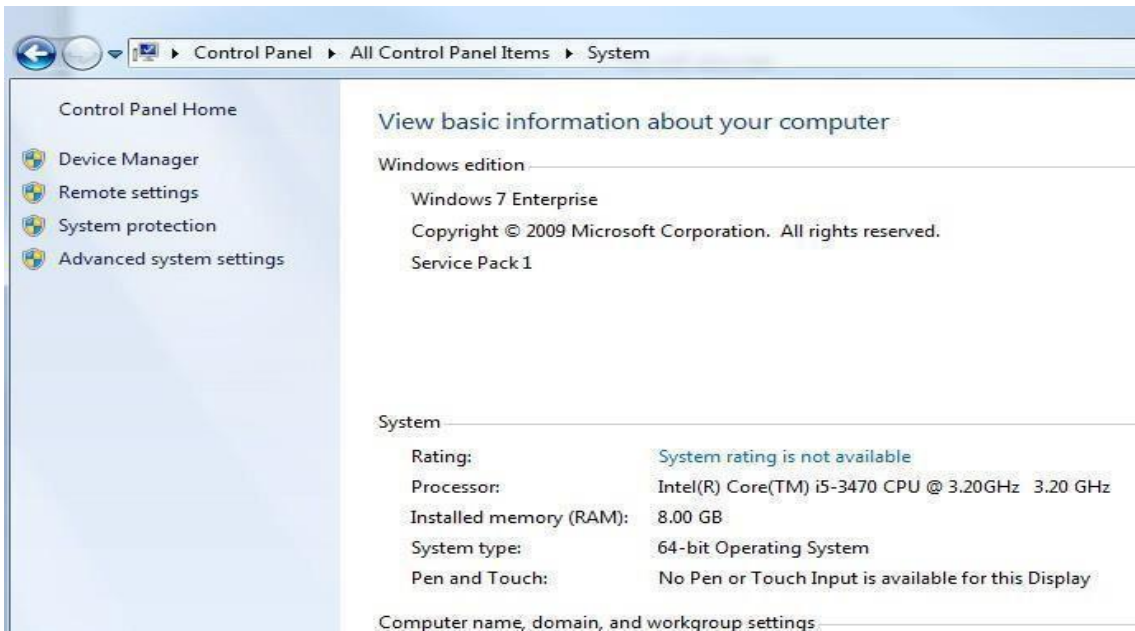 Control Panel ▸ All Control Panel Items ▸ System
Control Panel Home
Device Manager
Remote settings
System protection
Advanced system settings
View basic information about your computer
Windows edition
Windows 7 Enterprise
Copyright © 2009 Microsoft Corporation. All rights reserved.
Service Pack 1
System
Rating: System rating is not available
Processor: Intel(R) Core(TM) i5-3470 CPU @ 3.20GHz 3.20 GHz
Installed memory (RAM): 8.00 GB
System type: 64-bit Operating System
Pen and Touch: No Pen or Touch Input is available for this Display
Computer name, domain, and workgroup settings